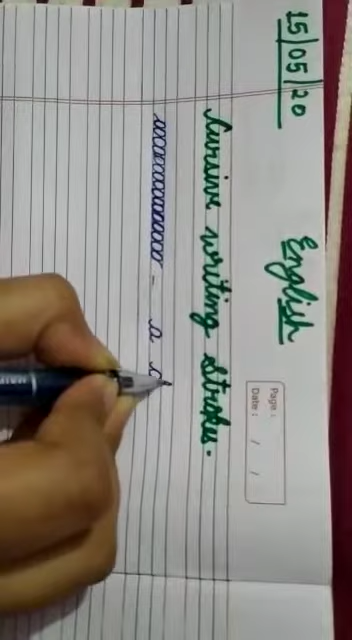 15/05/20
English
Page :
Date : / /
Cursive writing strokes.